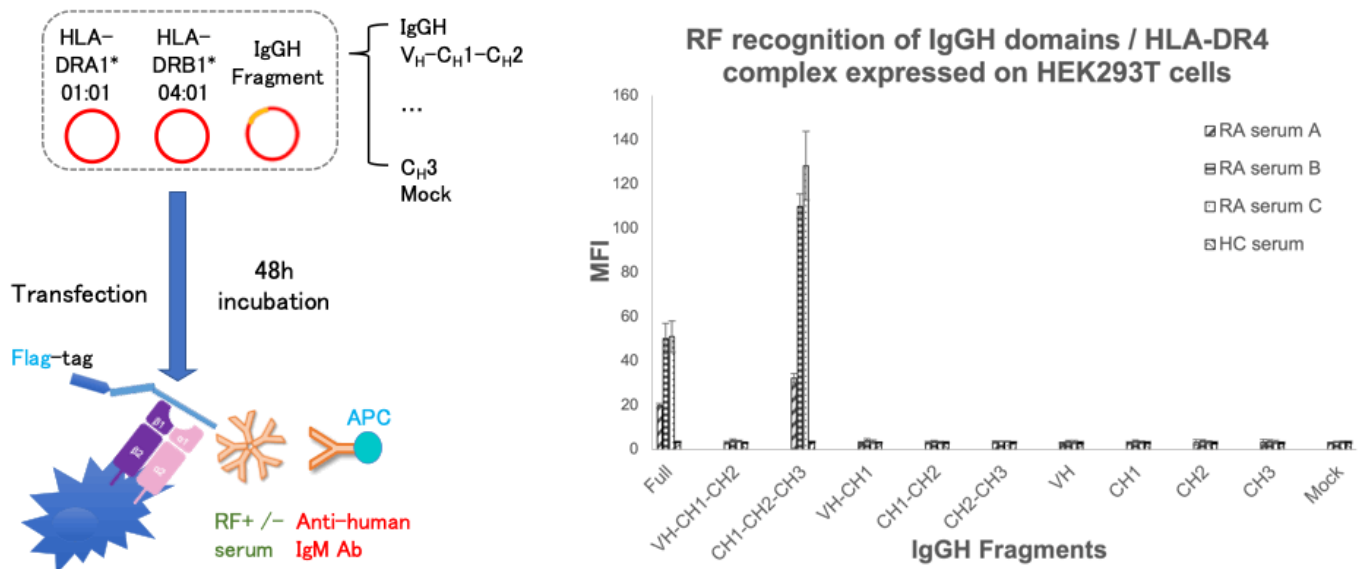 HLA-
DRA1*
01:01
HLA-
DRB1*
04:01
IgGH
Fragment
IgGH
VH-CH1-CH2
...
CH3
Mock
Transfection
48h
incubation
Flag-tag
β1
α1
β2
α2
APC
RF+ /-
serum
Anti-human
IgM Ab
RF recognition of IgGH domains / HLA-DR4
complex expressed on HEK293T cells
MFI
160
140
120
100
80
60
40
20
0
RA serum A
RA serum B
RA serum C
HC serum
Full
VH-CH1-CH2
CH1-CH2-CH3
VH-CH1
CH1-CH2
CH2-CH3
VH
CH1
CH2
CH3
Mock
IgGH Fragments